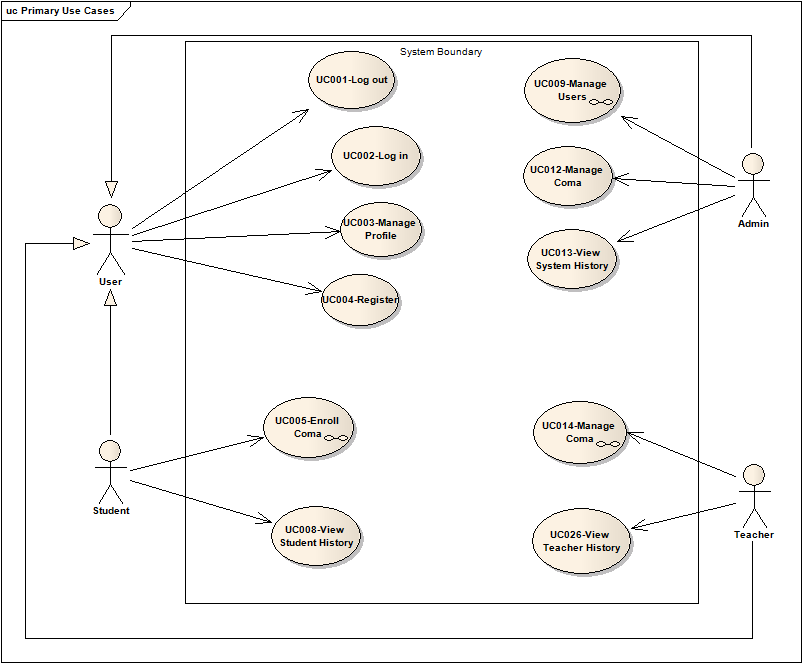 uc Primary Use Cases
System Boundary
UC001-Log out
UC009-Manage
Users
UC002-Log in
UC012-Manage
Coma
Admin
UC003-Manage
Profile
UC013-View
System History
User
UC004-Register
UC005-Enroll
Coma
UC014-Manage
Coma
Student
UC008-View
Student History
UC026-View
Teacher History
Teacher